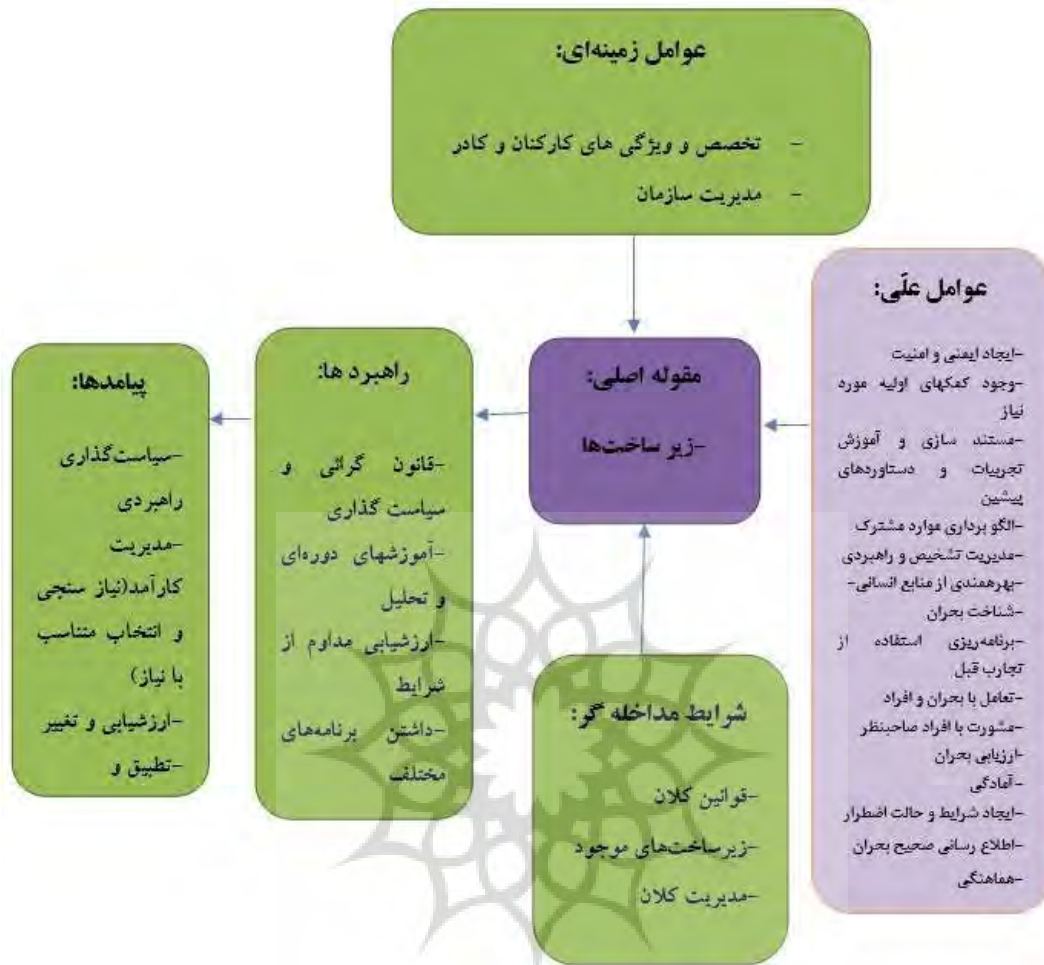 عوامل زمینه‌ای:
- تخصص و ویژگی های کارکنان و کادر
- مدیریت سازمان
عوامل علّی:
-ایجاد ایمنی و امنیت
-وجود کمکهای اولیه مورد
نیاز
-مستند سازی و آموزش
تجربیات و دستاوردهای
پیشین
-الگو برداری موارد مشترک
-مدیریت تشخیص و راهبردی
-بهره‌مندی از منابع انسانی-
-شناخت بحران
-برنامه‌ریزی استفاده از
تجارب قبل
-تعامل با بحران و افراد
-مشورت با افراد صاحبنظر
-ارزیابی بحران
-آمادگی
-ایجاد شرایط و حالت اضطرار
-اطلاع رسانی صحیح بحران
-هماهنگی
مقوله اصلی:
-زیر ساخت‌ها
راهبرد ها:
-قانون گرائی و
سیاست گذاری
-آموزشهای دوره‌ای
و تحلیل
-ارزشیابی مداوم از
شرایط
-داشتن برنامه‌های
مختلف
پیامدها:
-سیاست‌گذاری
راهبردی
-مدیریت
کارآمد(نیاز سنجی
و انتخاب متناسب
با نیاز)
-ارزشیابی و تغییر
-تطبیق و
شرایط مداخله گر:
-قوانین کلان
-زیرساخت‌های موجود
-مدیریت کلان